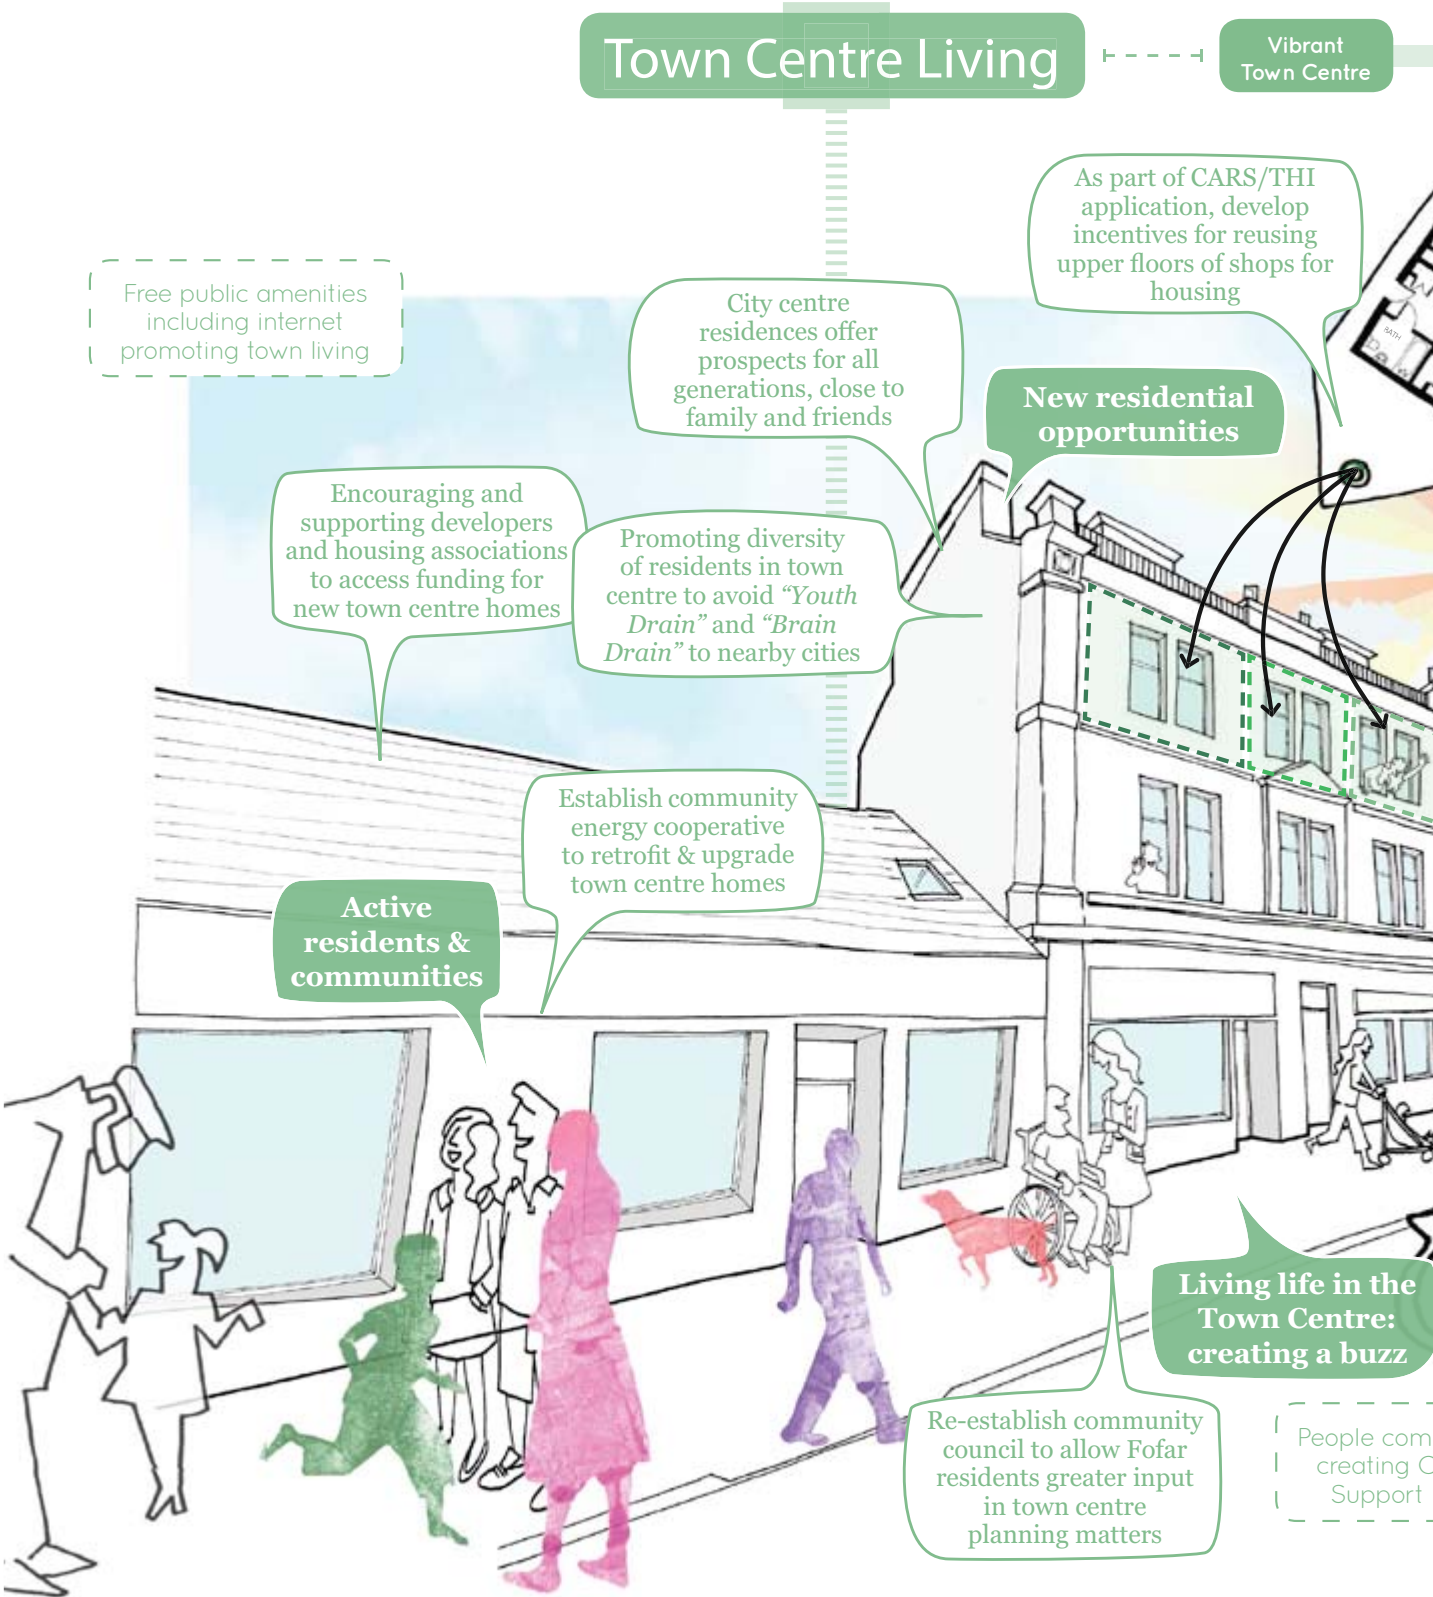 Town Centre Living
Vibrant
Town Centre
As part of CARS/THI
application, develop
incentives for reusing
upper floors of shops for
housing
BATH
Free public amenities
including internet
promoting town living
City centre
residences offer
prospects for all
generations, close to
family and friends
New residential
opportunities
Encouraging and
supporting developers
and housing associations
to access funding for
new town centre homes
Promoting diversity
of residents in town
centre to avoid “Youth
Drain” and “Brain
Drain” to nearby cities
Establish community
energy cooperative
to retrofit & upgrade
town centre homes
Active
residents &
communities
Living life in the
Town Centre:
creating a buzz
Re-establish community
council to allow Fofar
residents greater input
in town centre
planning matters
People com
creating C
Support